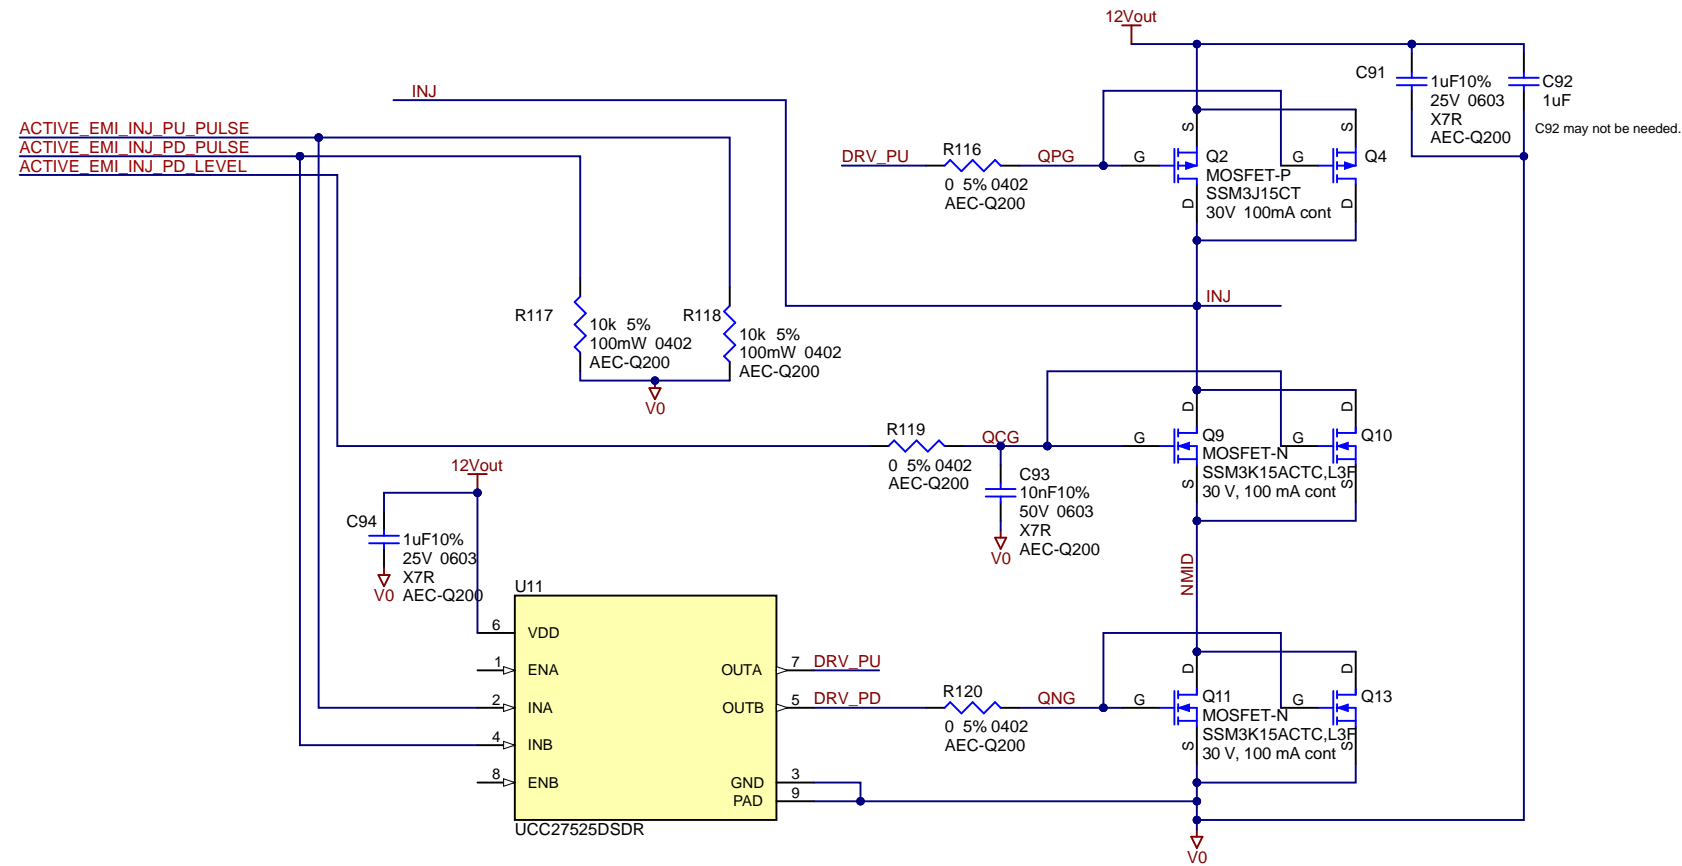 12Vout
C91
1uF10%
25V 0603
X7R
AEC-Q200
C92
1uF
C92 may not be needed.
INJ
ACTIVE_EMI_INJ_PU_PULSE
ACTIVE_EMI_INJ_PD_PULSE
ACTIVE_EMI_INJ_PD_LEVEL
DRV_PU
R116
0 5% 0402
AEC-Q200
QPG
G
S
D
Q2
MOSFET-P
SSM3J15CT
30V 100mA cont
G
S
D
Q4
INJ
R117
10k 5%
100mW 0402
AEC-Q200
R118
10k 5%
100mW 0402
AEC-Q200
V0
R119
0 5% 0402
AEC-Q200
QCG
C93
10nF10%
50V 0603
X7R
AEC-Q200
V0
G
D
S
Q9
MOSFET-N
SSM3K15ACTC,L3F
30 V, 100 mA cont
G
D
S
Q10
NMID
12Vout
C94
1uF10%
25V 0603
X7R
AEC-Q200
V0
U11
6 VDD
1 ENA
2 INA
4 INB
8 ENB
OUTA 7 DRV_PU
OUTB 5 DRV_PD
GND 3
PAD 9
UCC27525DSDR
R120
0 5% 0402
AEC-Q200
QNG
G
D
S
Q11
MOSFET-N
SSM3K15ACTC,L3F
30 V, 100 mA cont
G
D
S
Q13
V0